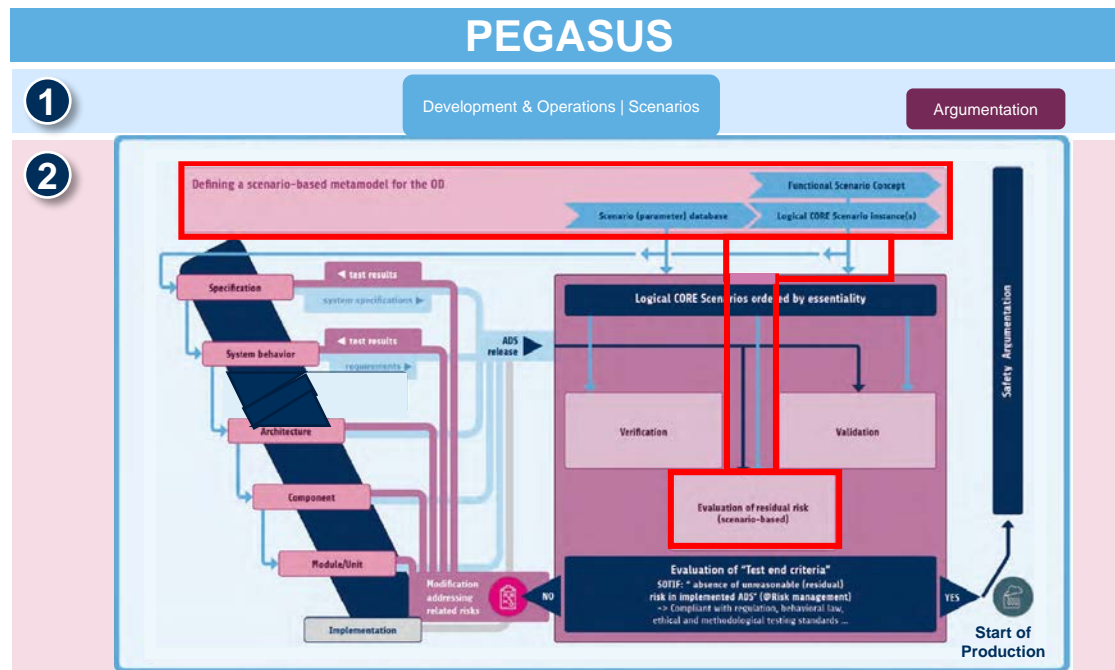 PEGASUS
1
Development & Operations | Scenarios
Argumentation
2
Defining a scenario-based metamodel for the OD
Functional Scenario Concept
Scenario (parameter) database
Logical CORE Scenario instance(s)
Specification
◄ test results
system specifications ►
Logical CORE Scenarios ordered by essentiality
System behavior
◄ test results
requirements ►
ADS
release
Architecture
Verification
Validation
Safety Argumentation
Component
Evaluation of residual risk
(scenario-based)
Module/Unit
Modification
addressing
related risks
NO
Evaluation of "Test end criteria"
SOTIF: " absence of unreasonable (residual)
risk in implemented ADS" (@Risk management)
-> Compliant with regulation, behavioral law,
ethical and methodological testing standards ...
YES
Implementation
Start of
Production